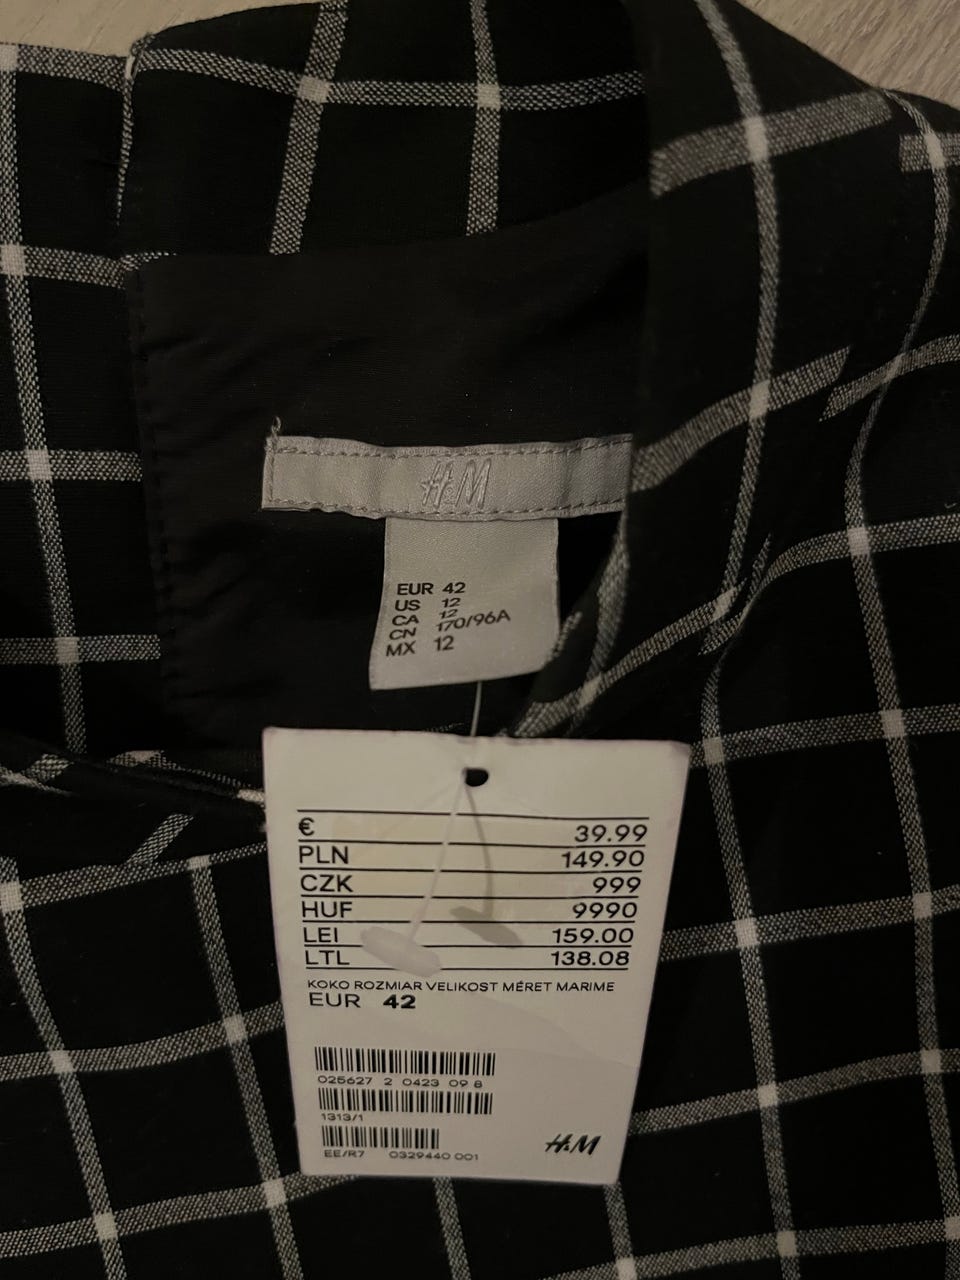 H&M
EUR 42
US 12
CA 12
CN 170/96A
MX 12
€ 39.99
PLN 149.90
CZK 999
HUF 9990
LEI 159.00
LTL 138.08
KOKO ROZMIAR VELIKOST MÉRET MARIME
EUR 42
025627 2 0423 09 8
1313/1
EE/R7 0329440 001
H&M